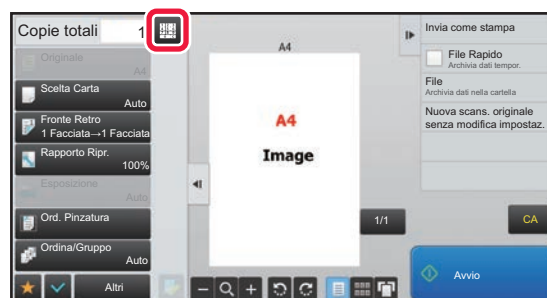 Copie totali 1
Originale
A4
Scelta Carta
Auto
Fronte Retro
1 Facciata→1 Facciata
Rapporto Ripr.
100%
Esposizione
Auto
Ord. Pinzatura
Ordina/Gruppo
Auto
Altri
A4
A4
Image
1/1
Invia come stampa
File Rapido
Archivia dati tempor.
File
Archivia dati nella cartella
Nuova scans. originale
senza modifica impostaz.
CA
Avvio